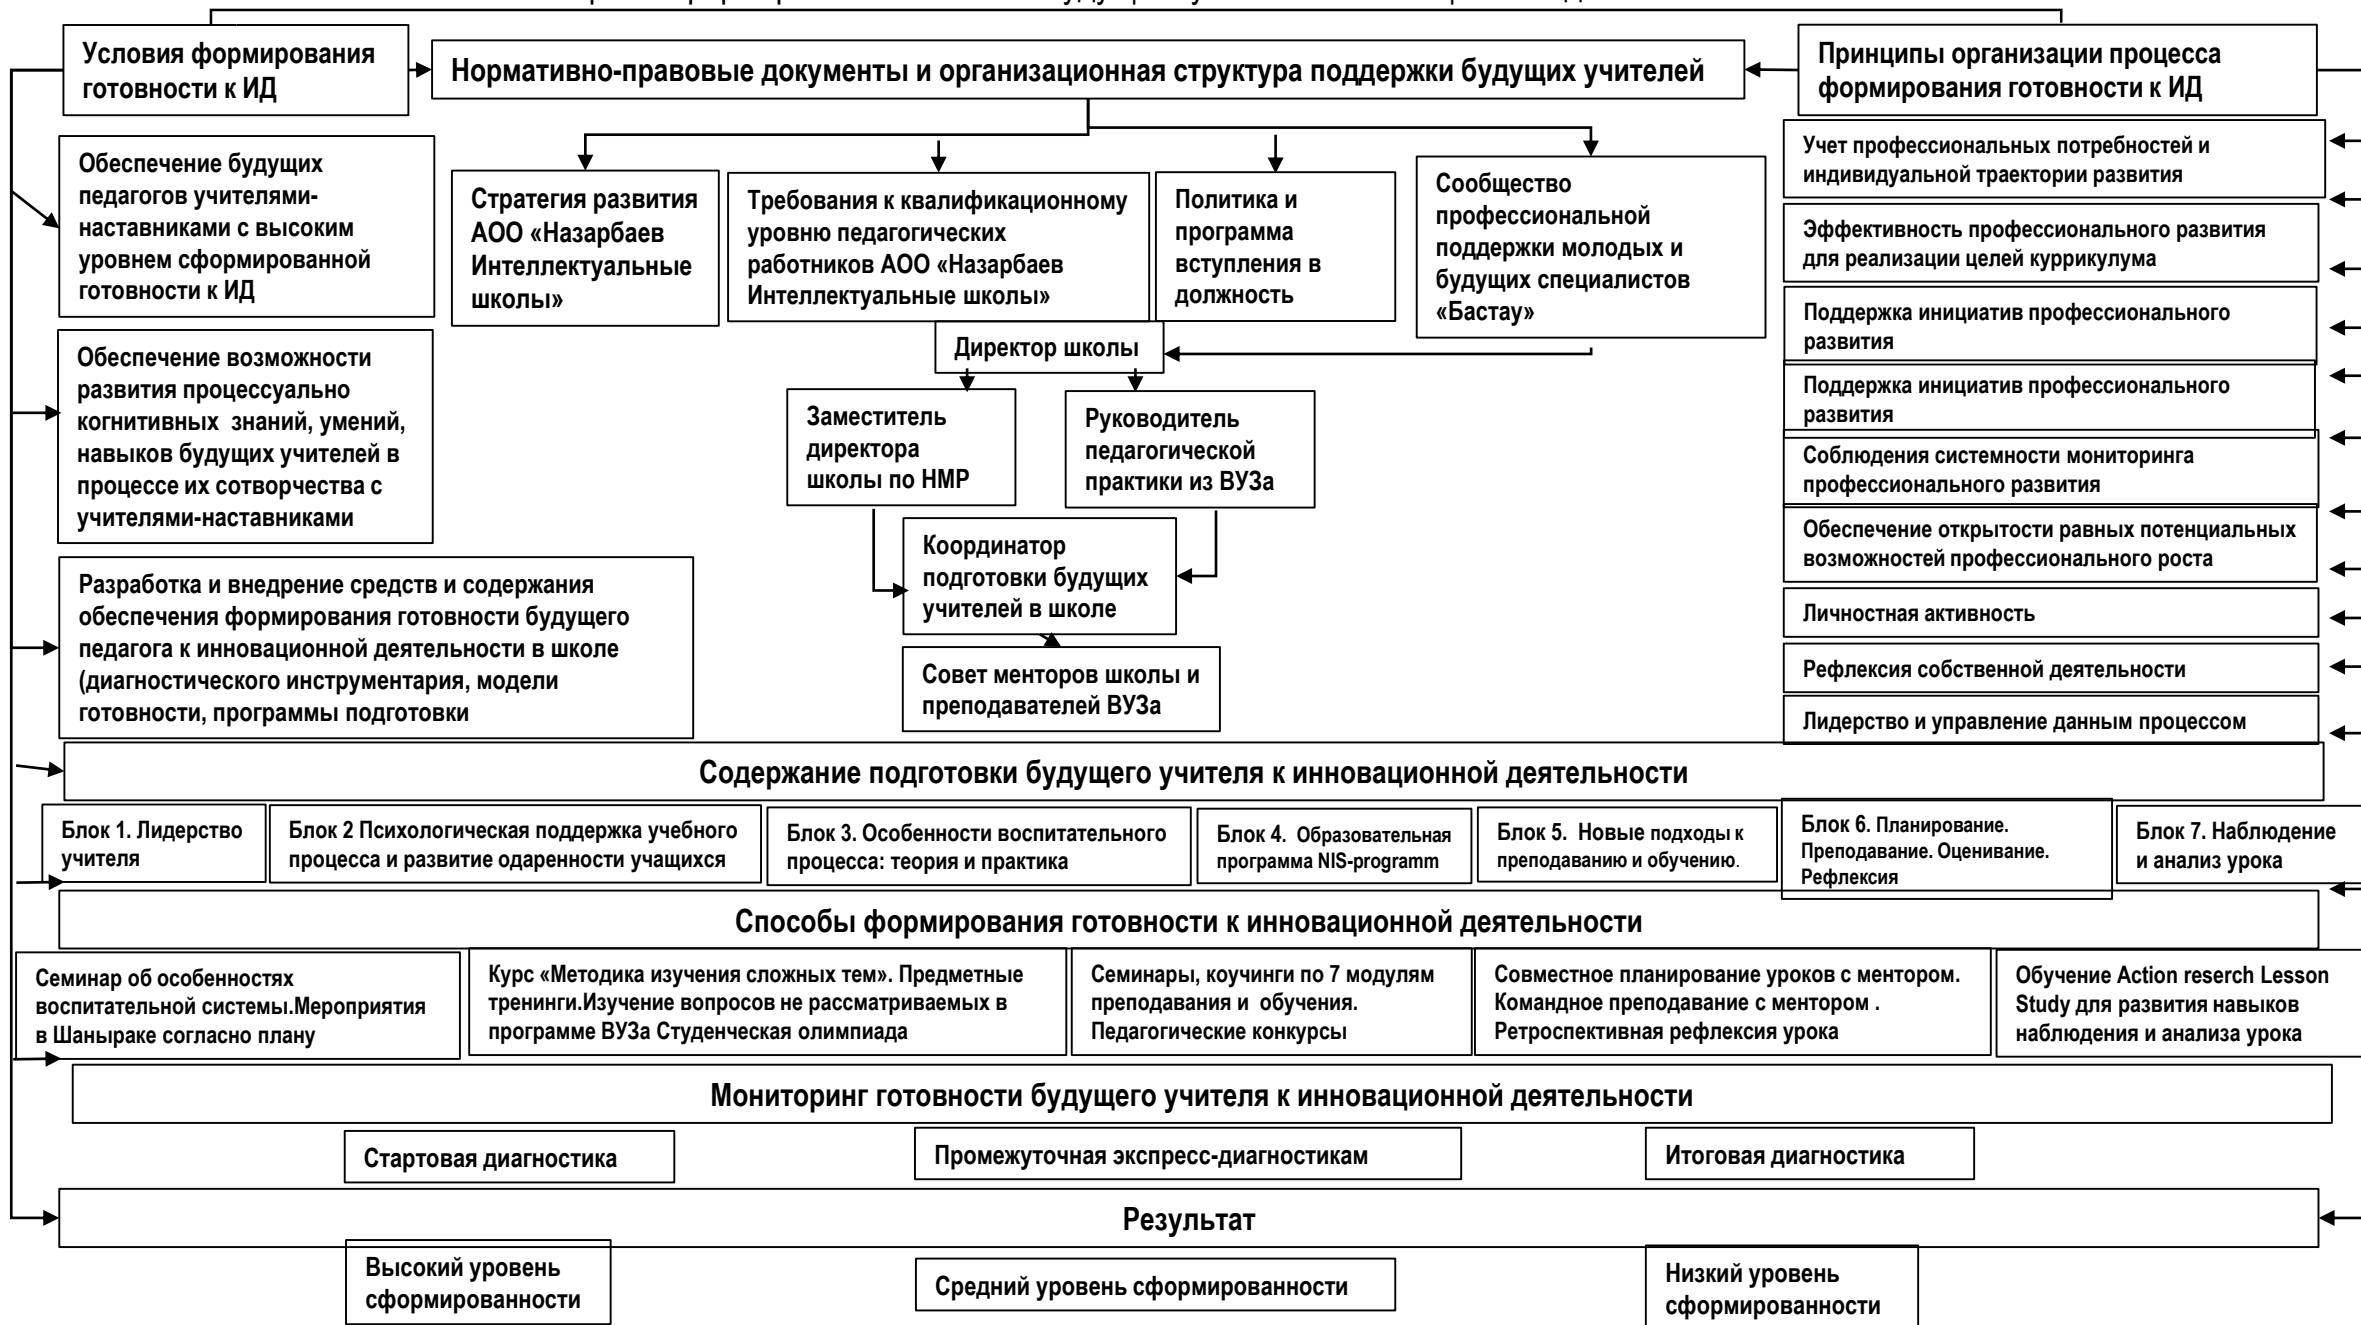 Условия формирования
готовности к ИД
Нормативно-правовые документы и организационная структура поддержки будущих учителей
Принципы организации процесса
формирования готовности к ИД
Обеспечение будущих
педагогов учителями-
наставниками с высоким
уровнем сформированной
готовности к ИД
Обеспечение возможности
развития процессуально
когнитивных знаний, умений,
навыков будущих учителей в
процессе их сотворчества с
учителями-наставниками
Разработка и внедрение средств и содержания
обеспечения формирования готовности будущего
педагога к инновационной деятельности в школе
(диагностического инструментария, модели
готовности, программы подготовки
Стратегия развития
АОО «Назарбаев
Интеллектуальные
школы»
Требования к квалификационному
уровню педагогических
работников АОО «Назарбаев
Интеллектуальные школы»
Политика и
программа
вступления в
должность
Сообщество
профессиональной
поддержки молодых и
будущих специалистов
«Бастау»
Директор школы
Заместитель
директора
школы по НМР
Руководитель
педагогической
практики из ВУЗа
Координатор
подготовки будущих
учителей в школе
Совет менторов школы и
преподавателей ВУЗа
Учет профессиональных потребностей и
индивидуальной траектории развития
Эффективность профессионального развития
для реализации целей куррикулума
Поддержка инициатив профессионального
развития
Поддержка инициатив профессионального
развития
Соблюдения системности мониторинга
профессионального развития
Обеспечение открытости равных потенциальных
возможностей профессионального роста
Личностная активность
Рефлексия собственной деятельности
Лидерство и управление данным процессом
Содержание подготовки будущего учителя к инновационной деятельности
Блок 1. Лидерство
учителя
Блок 2 Психологическая поддержка учебного
процесса и развитие одаренности учащихся
Блок 3. Особенности воспитательного
процесса: теория и практика
Блок 4. Образовательная
программа NIS-programm
Блок 5. Новые подходы к
преподаванию и обучению.
Блок 6. Планирование.
Преподавание. Оценивание.
Рефлексия
Блок 7. Наблюдение
и анализ урока
Способы формирования готовности к инновационной деятельности
Семинар об особенностях
воспитательной системы.Мероприятия
в Шаныраке согласно плану
Курс «Методика изучения сложных тем». Предметные
тренинги.Изучение вопросов не рассматриваемых в
программе ВУЗа Студенческая олимпиада
Семинары, коучинги по 7 модулям
преподавания и обучения.
Педагогические конкурсы
Совместное планирование уроков с ментором.
Командное преподавание с ментором .
Ретроспективная рефлексия урока
Обучение Action reserch Lesson
Study для развития навыков
наблюдения и анализа урока
Мониторинг готовности будущего учителя к инновационной деятельности
Стартовая диагностика
Промежуточная экспресс-диагностикам
Итоговая диагностика
Результат
Высокий уровень
сформированности
Средний уровень сформированности
Низкий уровень
сформированности